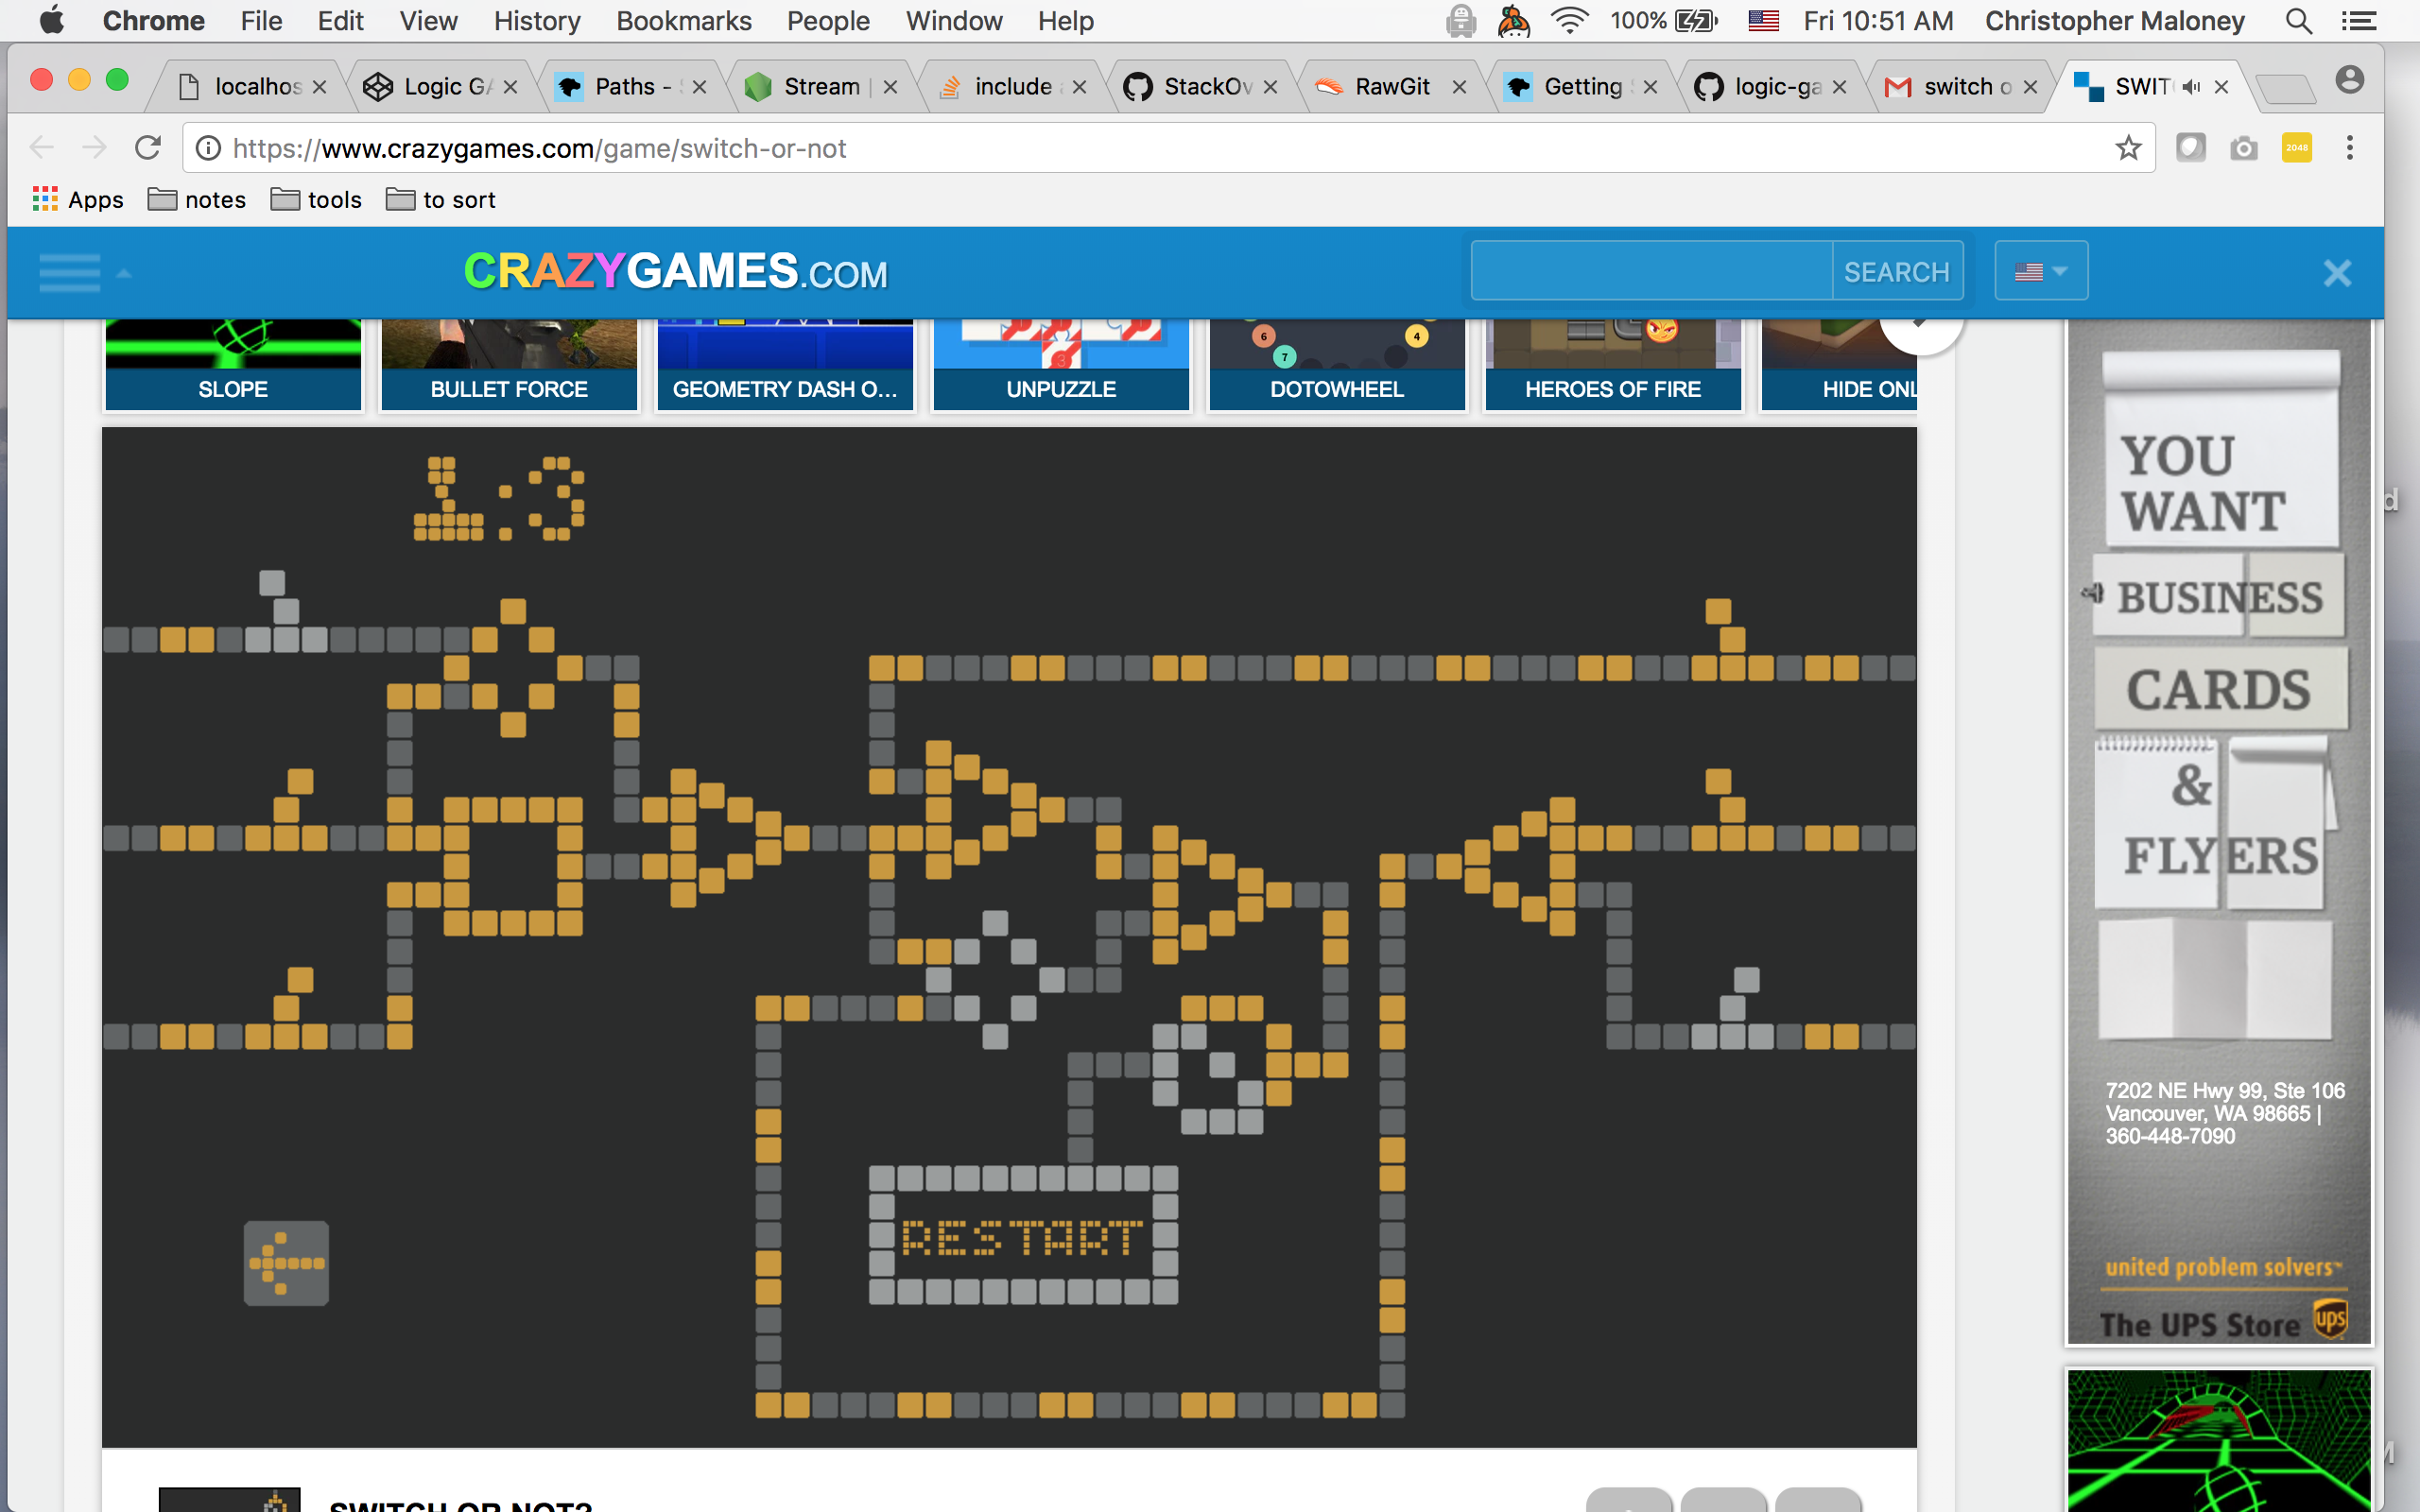 Chrome File Edit View History Bookmarks People Window Help 100% Fri 10:51 AM Christopher Maloney
localhos Logic GA Paths - Stream | include StackOv RawGit Getting logic-ga switch o SWIT
https://www.crazygames.com/game/switch-or-not
2048
Apps notes tools to sort
CRAZYGAMES.COM
SEARCH
6
4
7
SLOPE
BULLET FORCE
GEOMETRY DASH O...
UNPUZZLE
DOTOWHEEL
HEROES OF FIRE
HIDE ONL
1:3
RESTART
YOU
WANT
BUSINESS
CARDS
&
FLYERS
7202 NE Hwy 99, Ste 106
Vancouver, WA 98665 |
360-448-7090
united problem solvers™
The UPS Store
ups
SWITCH OR NOT?